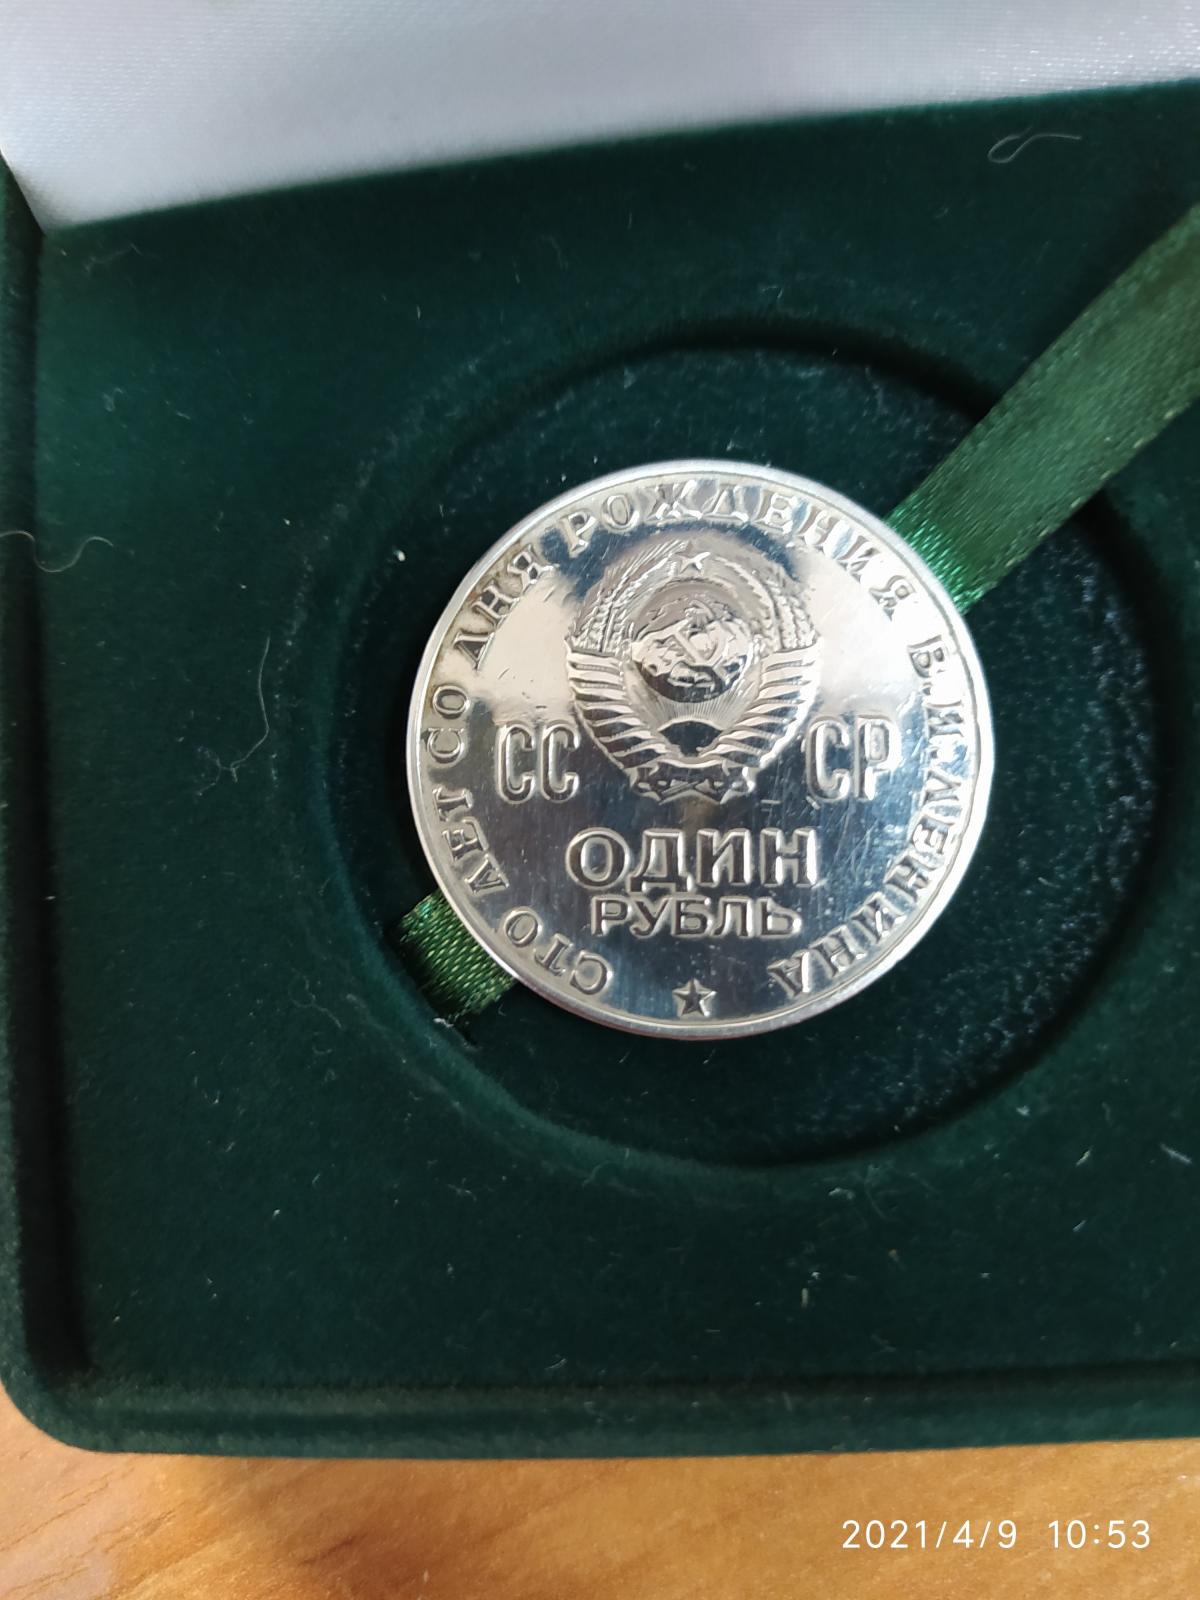 СТО ЛЕТ СО ДНЯ РОЖДЕНИЯ В.И.ЛЕНИНА
СС СР
ОДИН
РУБЛЬ
2021/4/9 10:53